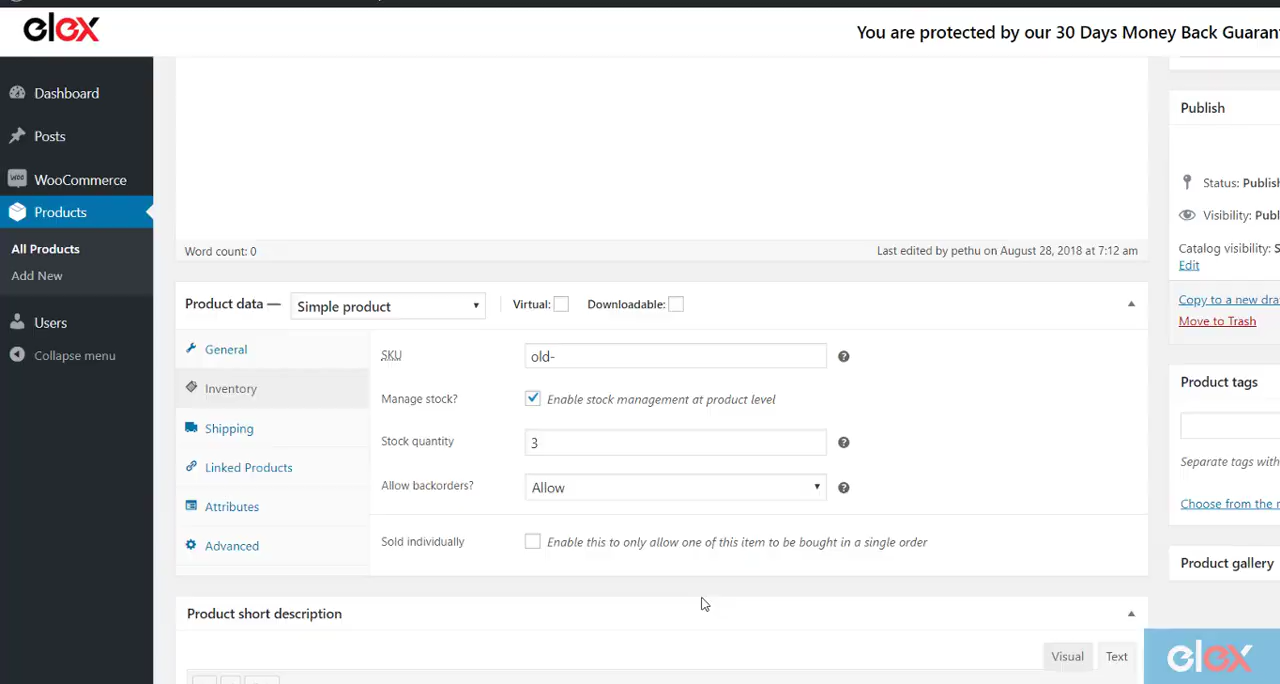 elex
You are protected by our 30 Days Money Back Guaran
Dashboard
Posts
WooCommerce
Products
All Products
Add New
Users
Collapse menu
Word count: 0
Last edited by pethu on August 28, 2018 at 7:12 am
Product data — Simple product
Virtual:
Downloadable:
General
Inventory
Shipping
Linked Products
Attributes
Advanced
SKU
old-
Manage stock?
Enable stock management at product level
Stock quantity
3
Allow backorders?
Allow
Sold individually
Enable this to only allow one of this item to be bought in a single order
Product short description
Visual
Text
Publish
Status: Publish
Visibility: Publ
Catalog visibility: S
Edit
Copy to a new dra
Move to Trash
Product tags
Separate tags with
Choose from the m
Product gallery
elex